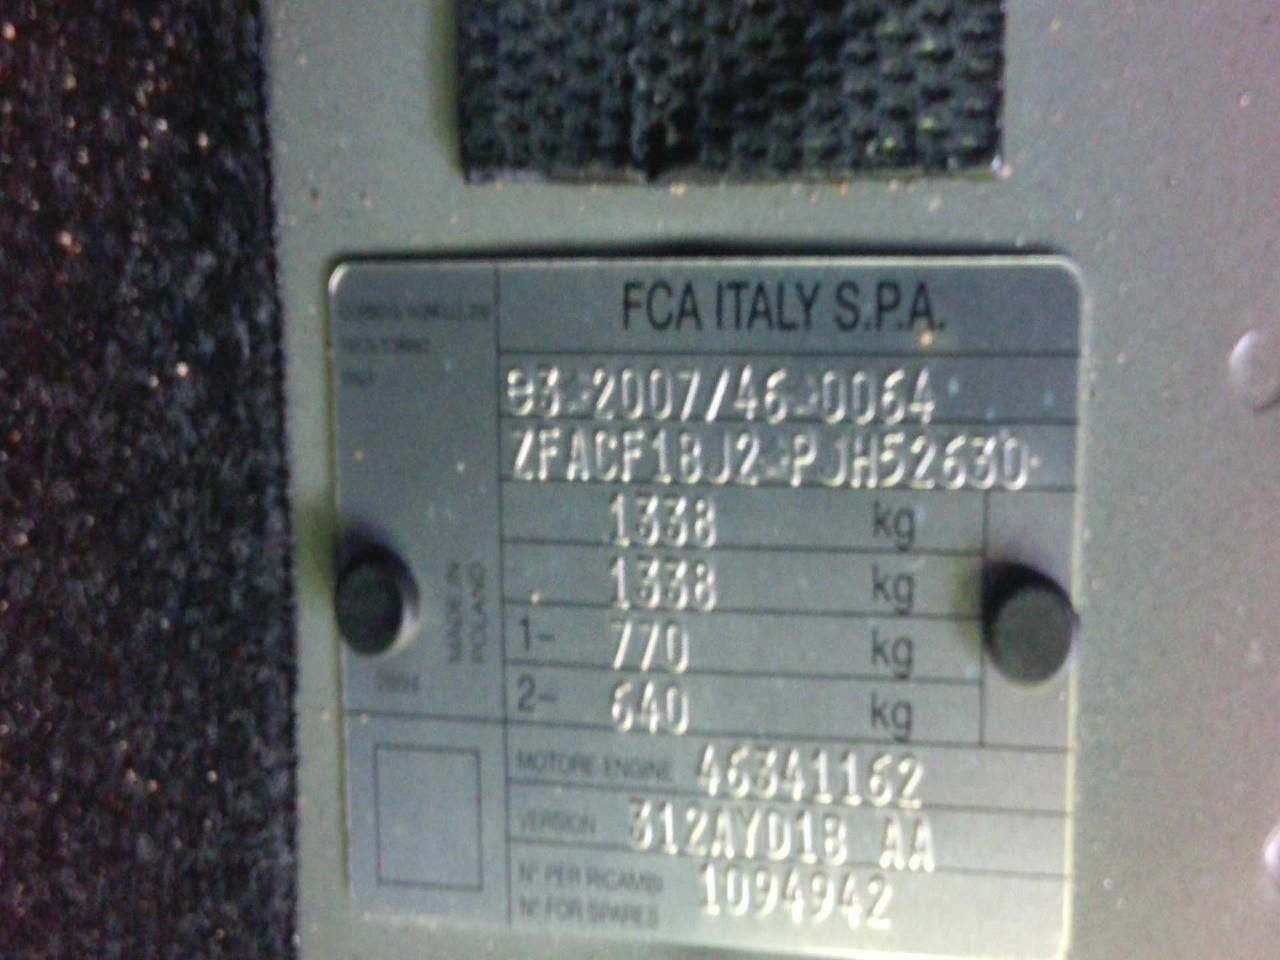 FCA ITALY S.P.A.
e3*2007/46*0064
ZFACF1BJ2*PJH52630*
1338 kg
1338 kg
1- 770 kg
2- 640 kg
MOTORE ENGINE 46341162
VERSION 312AYD1B AA
N° PER RICAMBI
N° FOR SPARES 1094942
MADE IN
POLAND